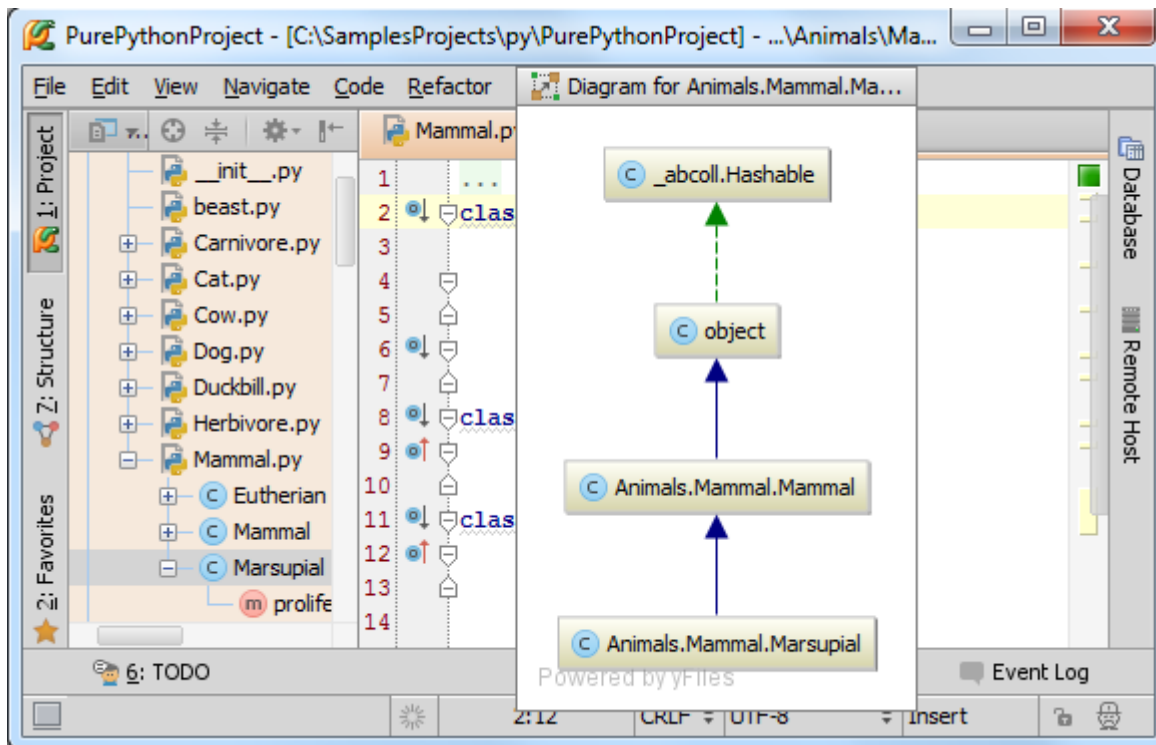 PurePythonProject - [C:\SamplesProjects\py\PurePythonProject] - ...\Animals\Ma...
File Edit View Navigate Code Refactor
Diagram for Animals.Mammal.Ma...
1: Project
7: Structure
2: Favorites
__init__.py
beast.py
Carnivore.py
Cat.py
Cow.py
Dog.py
Duckbill.py
Herbivore.py
Mammal.py
C Eutherian
C Mammal
C Marsupial
m prolife
Mammal.p
1 ...
2 clas
3
4
5
6
7
8 clas
9
10
11 clas
12
13
14
C _abcoll.Hashable
C object
C Animals.Mammal.Mammal
C Animals.Mammal.Marsupial
Powered by yFiles
Database
Remote Host
6: TODO
Event Log
2:12 CRLF UTF-8 Insert